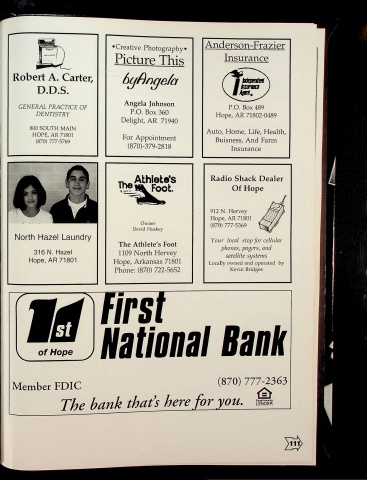 Robert A. Carter,
D.D.S.
GENERAL PRACTICE OF
DENTISTRY
800 SOUTH MAIN
HOPE, AR 71801
(870) 777-5769
•Creative Photography•
Picture This
byAngela
Angela Johnson
P.O. Box 360
Delight, AR 71940
For Appointment
(870)-379-2818
Anderson-Frazier
Insurance
Independent
Insurance
Agent
P.O. Box 489
Hope, AR 71802-0489
Auto, Home, Life, Health,
Buisness, And Farm
Insurance
North Hazel Laundry
316 N. Hazel
Hope, AR 71801
The Athlete's
Foot.
Owner
David Huskey
The Athlete's Foot
1109 North Hervey
Hope, Arkansas 71801
Phone: (870) 722-5652
Radio Shack Dealer
Of Hope
912 N. Hervey
Hope, AR 71801
(870) 777-5369
Your local stop for cellular
phones, pagers, and
satellite systems
Locally owned and operated by
Kevin Bridges
1st
of Hope
First
National Bank
Member FDIC
(870) 777-2363
The bank that's here for you.
LENDER
111